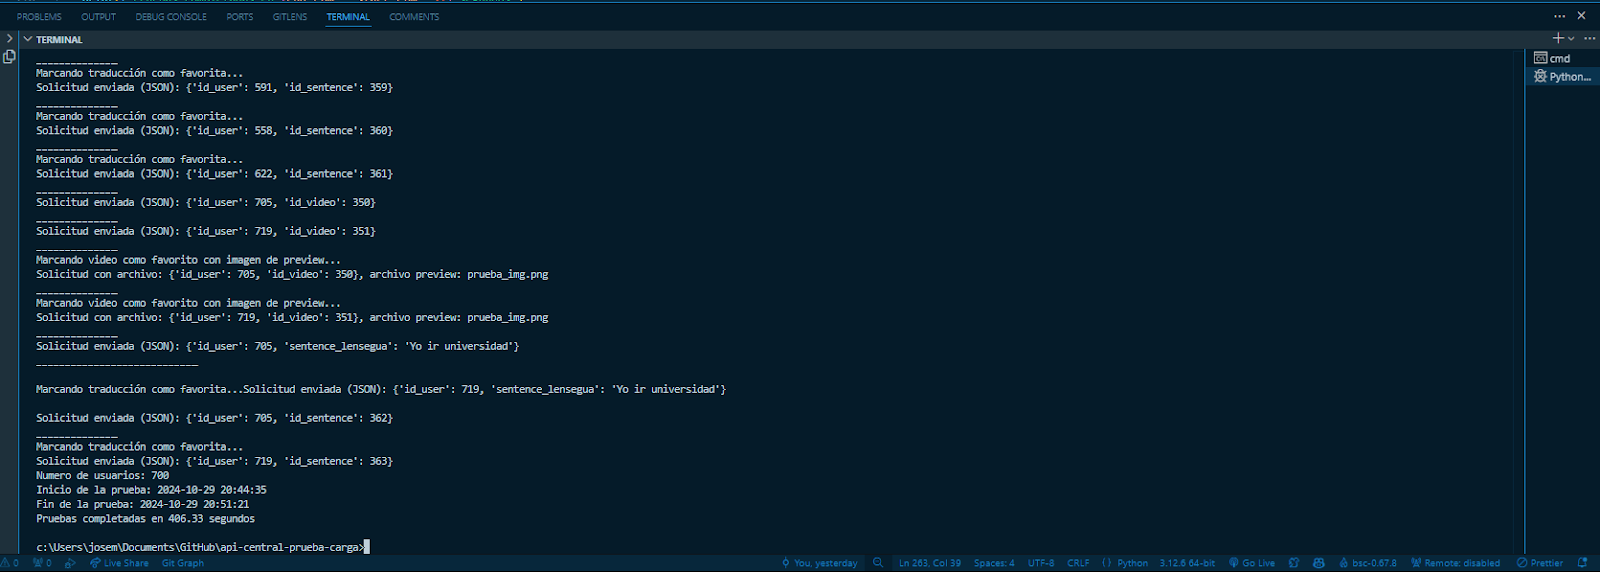 PROBLEMS OUTPUT DEBUG CONSOLE PORTS GITLENS TERMINAL COMMENTS
TERMINAL
______________
Marcando traducción como favorita...
Solicitud enviada (JSON): {'id_user': 591, 'id_sentence': 359}
______________
Marcando traducción como favorita...
Solicitud enviada (JSON): {'id_user': 558, 'id_sentence': 360}
______________
Marcando traducción como favorita...
Solicitud enviada (JSON): {'id_user': 622, 'id_sentence': 361}
______________
Solicitud enviada (JSON): {'id_user': 705, 'id_video': 350}
______________
Solicitud enviada (JSON): {'id_user': 719, 'id_video': 351}
______________
Marcando video como favorito con imagen de preview...
Solicitud con archivo: {'id_user': 705, 'id_video': 350}, archivo preview: prueba_img.png
______________
Marcando video como favorito con imagen de preview...
Solicitud con archivo: {'id_user': 719, 'id_video': 351}, archivo preview: prueba_img.png
______________
Solicitud enviada (JSON): {'id_user': 705, 'sentence_lensegua': 'Yo ir universidad'}
____________________________
Marcando traducción como favorita...Solicitud enviada (JSON): {'id_user': 719, 'sentence_lensegua': 'Yo ir universidad'}
Solicitud enviada (JSON): {'id_user': 705, 'id_sentence': 362}
______________
Marcando traducción como favorita...
Solicitud enviada (JSON): {'id_user': 719, 'id_sentence': 363}
Numero de usuarios: 700
Inicio de la prueba: 2024-10-29 20:44:35
Fin de la prueba: 2024-10-29 20:51:21
Pruebas completadas en 406.33 segundos
c:\Users\josem\Documents\GitHub\api-central-prueba-carga>
cmd
Python...
0 0 Live Share Git Graph You, yesterday Ln 263, Col 39 Spaces: 4 UTF-8 CRLF Python 3.12.6 64-bit Go Live bsc-0.67.8 Remote: disabled Prettier